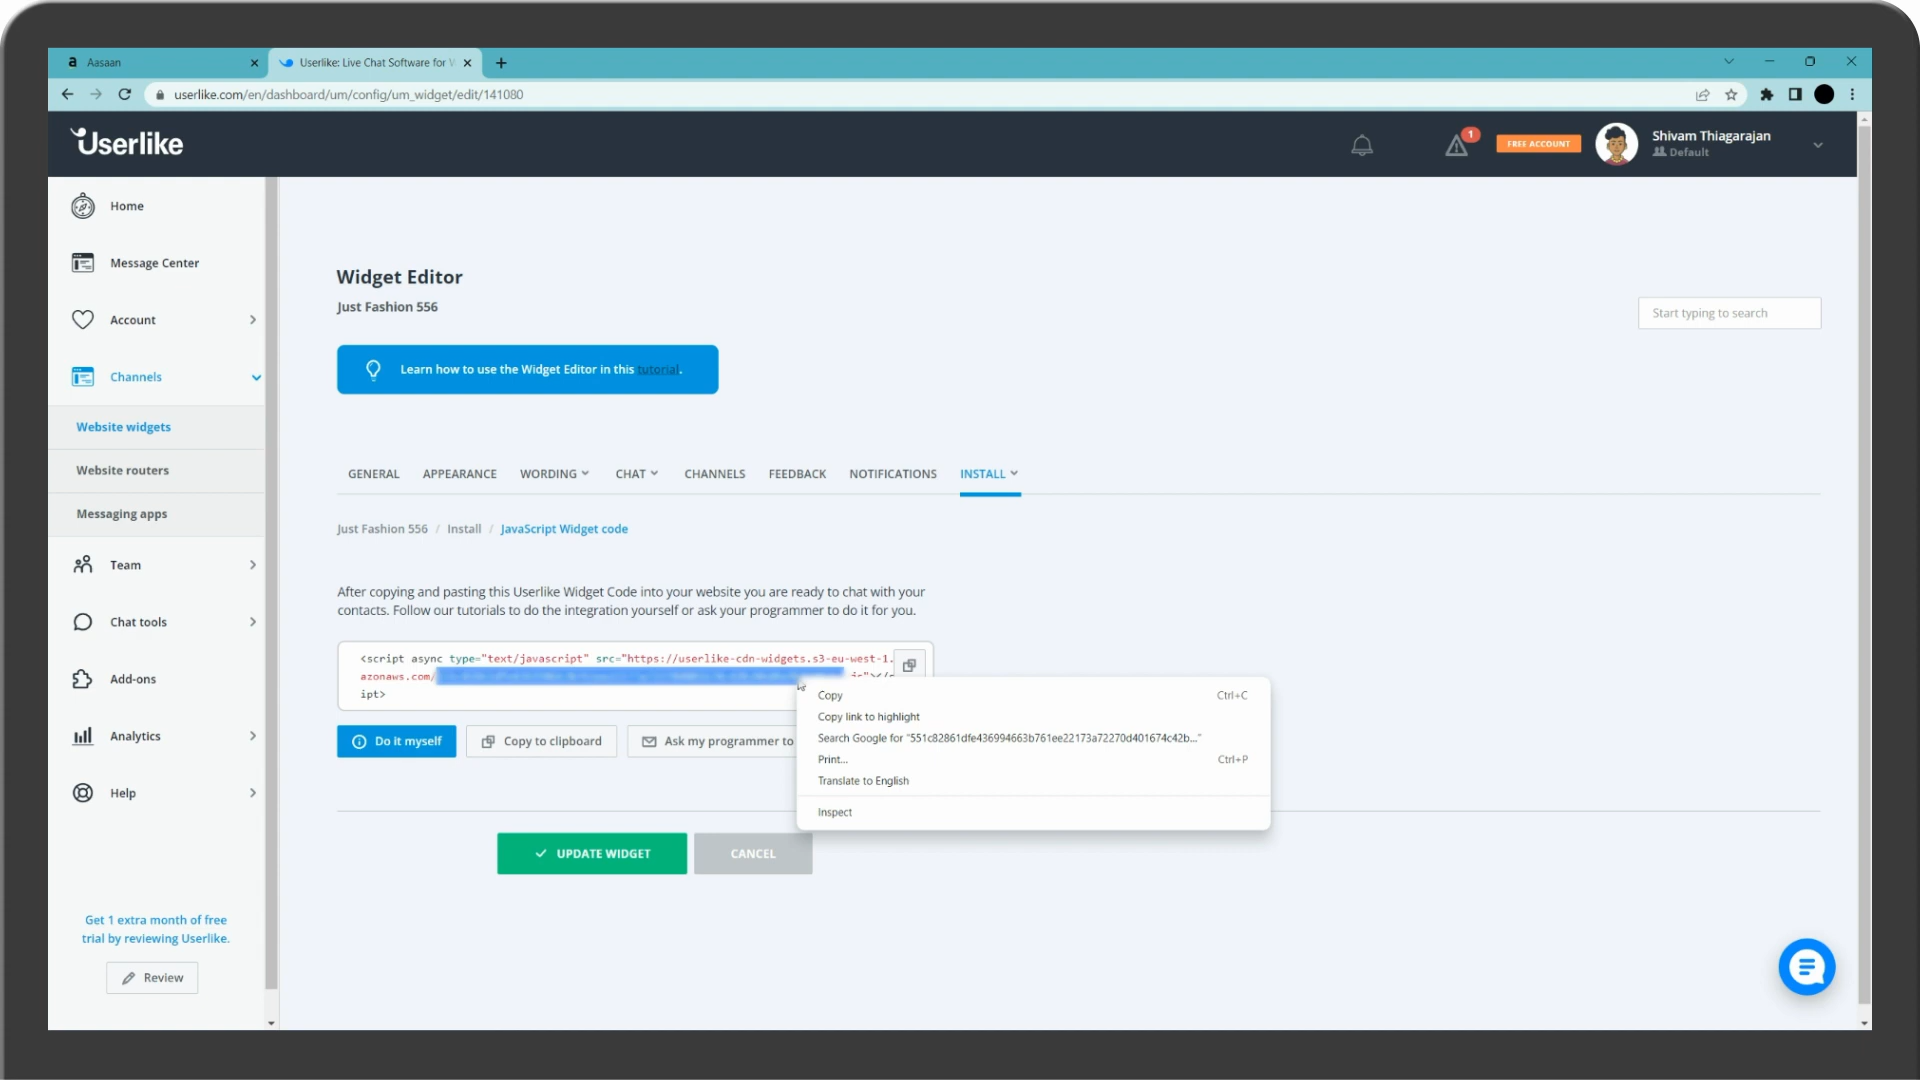 a Aasaan
Userlike: Live Chat Software for
userlike.com/en/dashboard/um/config/um_widget/edit/141080
Userlike
1
FREE ACCOUNT
Shivam Thiagarajan
Default
Home
Message Center
Account
Channels
Website widgets
Website routers
Messaging apps
Team
Chat tools
Add-ons
Analytics
Help
Get 1 extra month of free
trial by reviewing Userlike.
Review
Widget Editor
Just Fashion 556
Start typing to search
Learn how to use the Widget Editor in this tutorial.
GENERAL APPEARANCE WORDING CHAT CHANNELS FEEDBACK NOTIFICATIONS INSTALL
Just Fashion 556 / Install / JavaScript Widget code
After copying and pasting this Userlike Widget Code into your website you are ready to chat with your
contacts. Follow our tutorials to do the integration yourself or ask your programmer to do it for you.
<script async type="text/javascript" src="https://userlike-cdn-widgets.s3-eu-west-1.
azonaws.com/
ipt>
Do it myself
Copy to clipboard
Ask my programmer to
Copy Ctrl+C
Copy link to highlight
Search Google for "551c82861dfe436994663b761ee22173a72270d401674c42b..."
Print... Ctrl+P
Translate to English
Inspect
UPDATE WIDGET
CANCEL